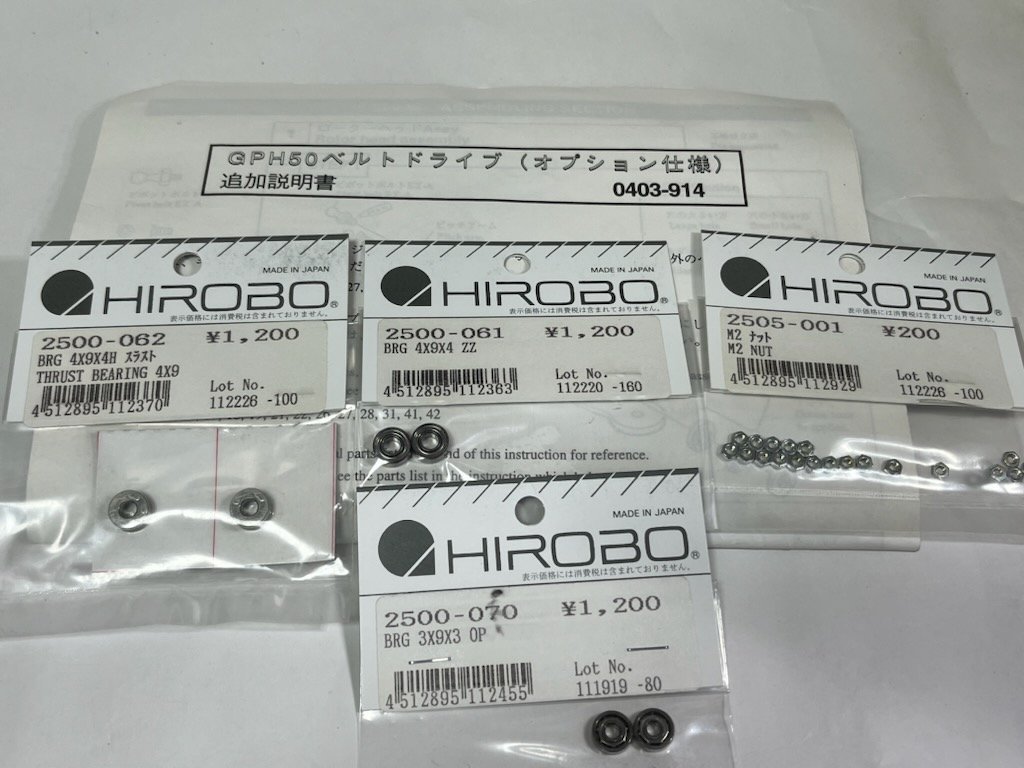 GPH50ベルトドライブ（オプション仕様）
追加説明書
0403-914
MADE IN JAPAN
HIROBO®
表示価格には消費税は含まれておりません。
2500-062 ¥1,200
BRG 4X9X4H スラスト
THRUST BEARING 4X9
Lot No.
4 512895 112370
112226 -100
MADE IN JAPAN
HIROBO®
表示価格には消費税は含まれておりません。
2500-061 ¥1,200
BRG 4X9X4 ZZ
Lot No.
4 512895 112363
112220 -160
MADE IN JAPAN
HIROBO®
表示価格には消費税は含まれておりません。
2505-001 ¥200
M2 ナット
M2 NUT
Lot No.
4 512895 112929
112226 -100
27, 28, 31, 41, 42
nd of this instruction for reference.
ee the parts list in the instruction
MADE IN JAPAN
HIROBO®
表示価格には消費税は含まれておりません。
2500-070 ¥1,200
BRG 3X9X3 OP
Lot No.
4 512895 112455
111919 -80